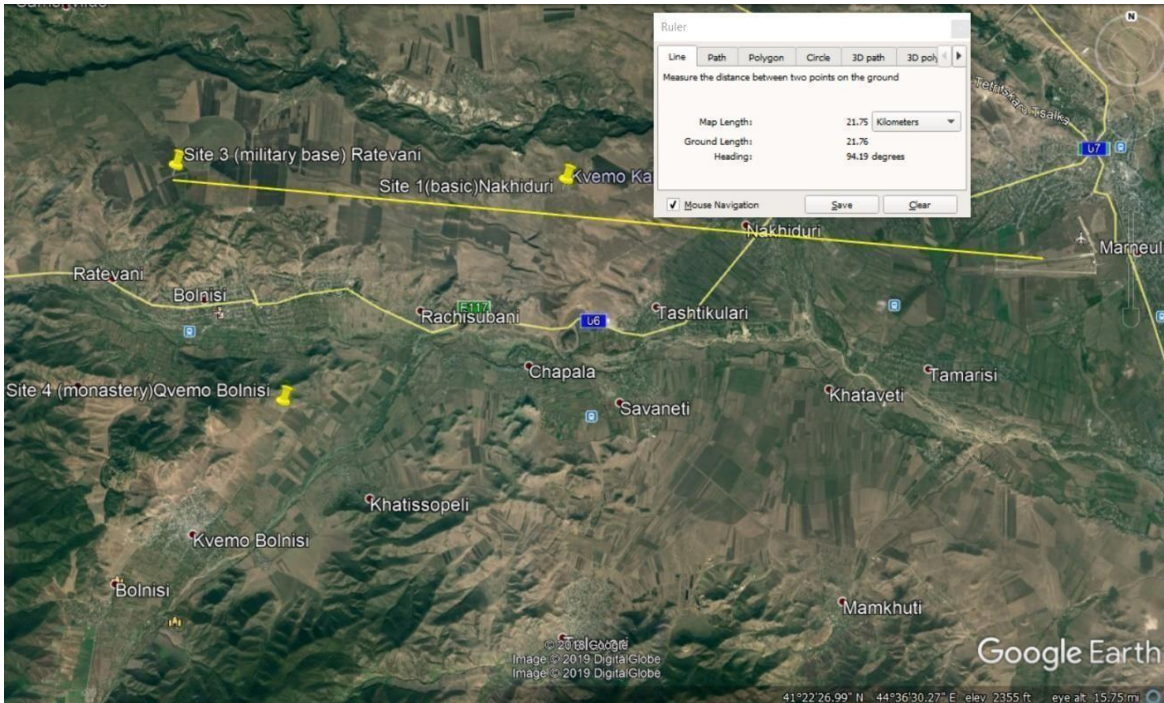 Ruler
Line Path Polygon Circle 3D path 3D poly
Measure the distance between two points on the ground
Map Length: 21.75 Kilometers
Ground Length: 21.76
Heading: 94.19 degrees
Mouse Navigation Save Clear
N
Tetritskaro Tsalka
Site 3 (military base) Ratevani
Site 1(basic)Nakhiduri
Kvemo Ka
Nakhiduri
Marneul
Ratevani
Bolnisi
E117
Rachisubani
Tashtikulari
Chapala
Tamarisi
Site 4 (monastery)Qvemo Bolnisi
Khataveti
Savaneti
Khatissopeli
Kvemo Bolnisi
Bolnisi
Mamkhuti
Google Earth
© 2018 Google
Image © 2019 DigitalGlobe
Image © 2019 DigitalGlobe
41°22'26.99" N 44°36'30.27" E elev 2355 ft eye alt 15.75 mi